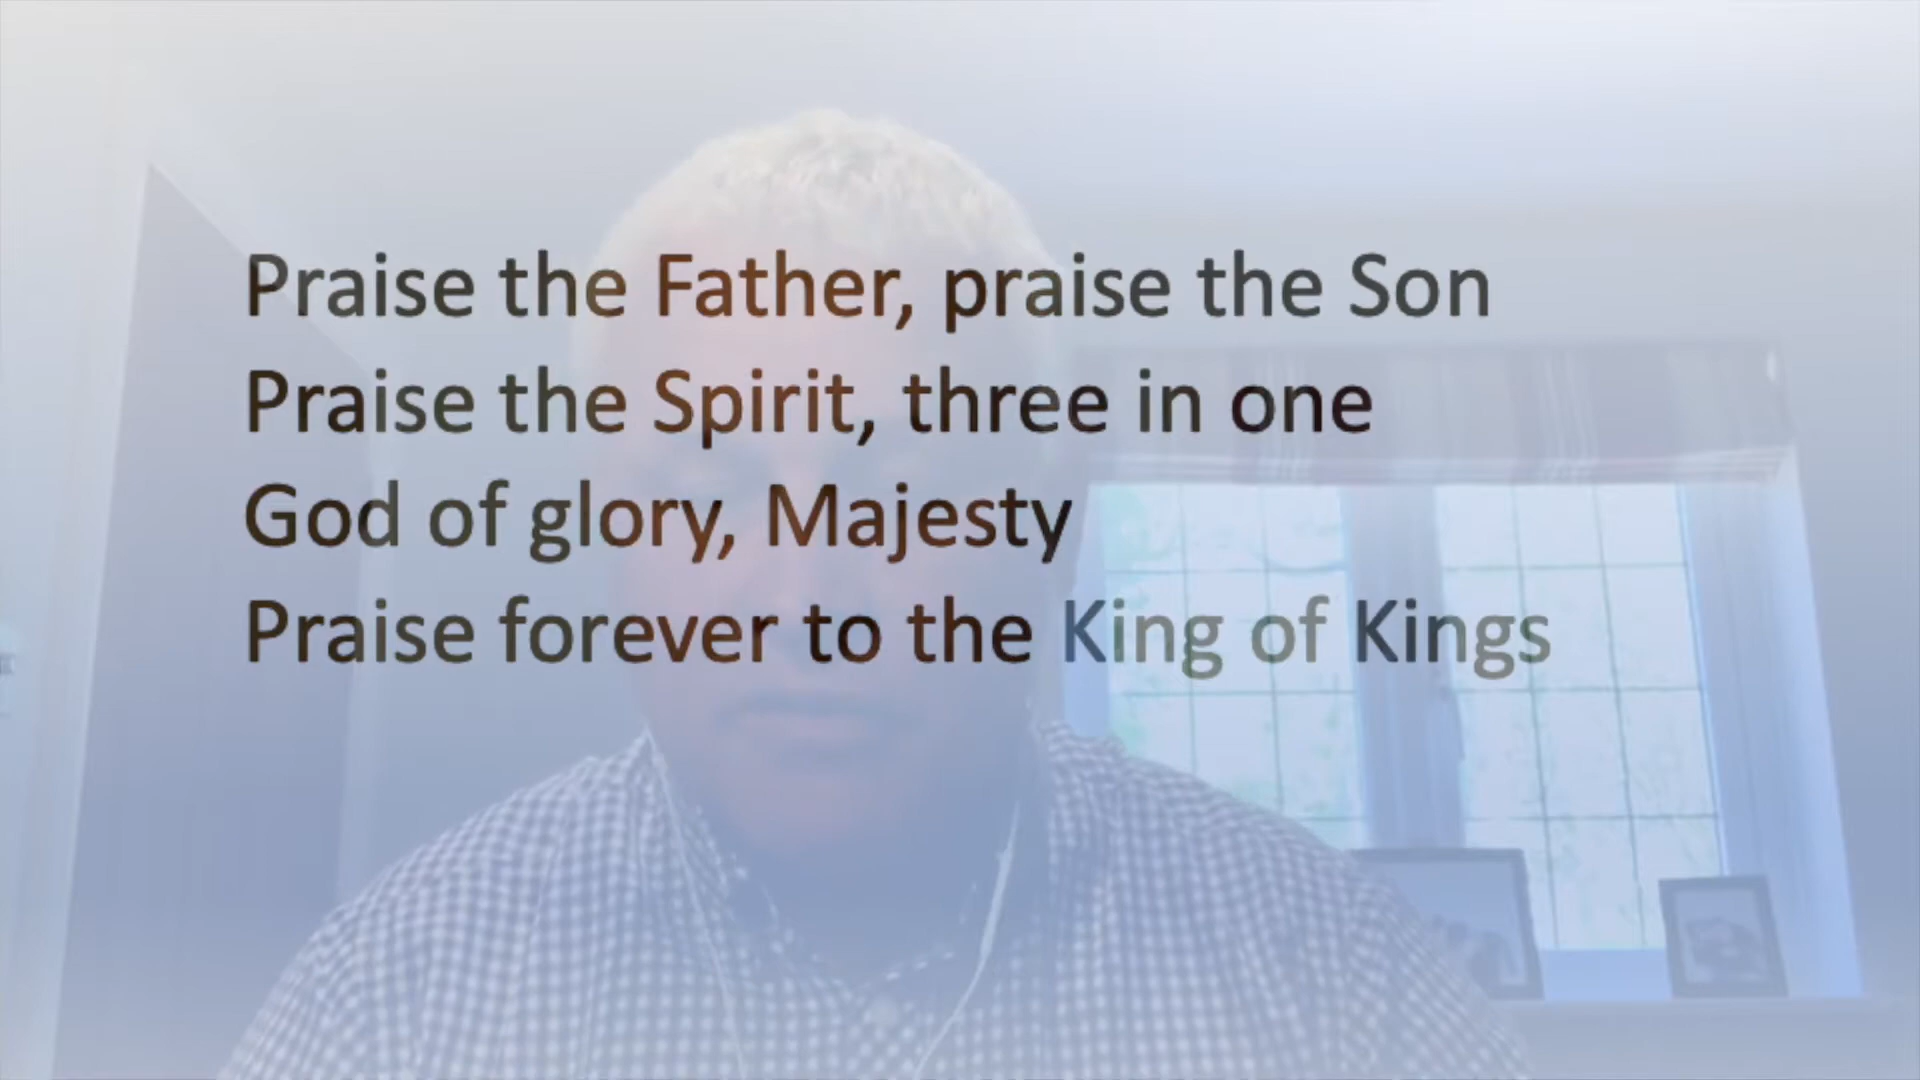 Praise the Father, praise the Son
Praise the Spirit, three in one
God of glory, Majesty
Praise forever to the King of Kings